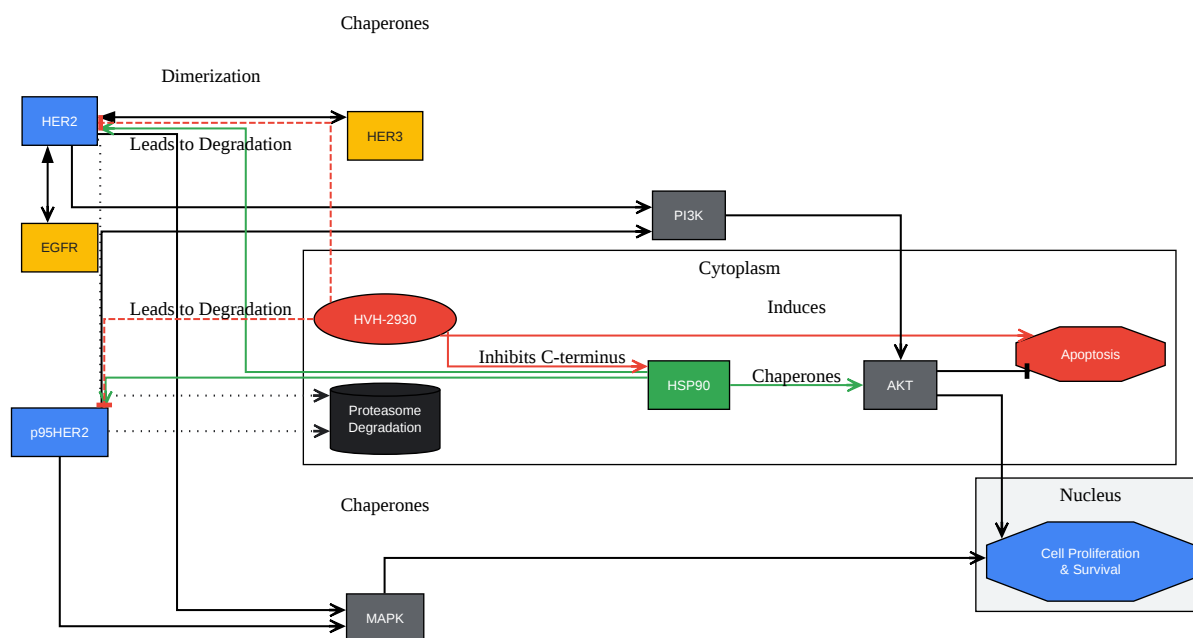 Chaperones
Dimerization
HER2
HER3
Leads to Degradation
PI3K
EGFR
Cytoplasm
Leads to Degradation
HVH-2930
Induces
Inhibits C-terminus
Apoptosis
HSP90
Chaperones
AKT
Proteasome
Degradation
p95HER2
Nucleus
Chaperones
Cell Proliferation
& Survival
MAPK